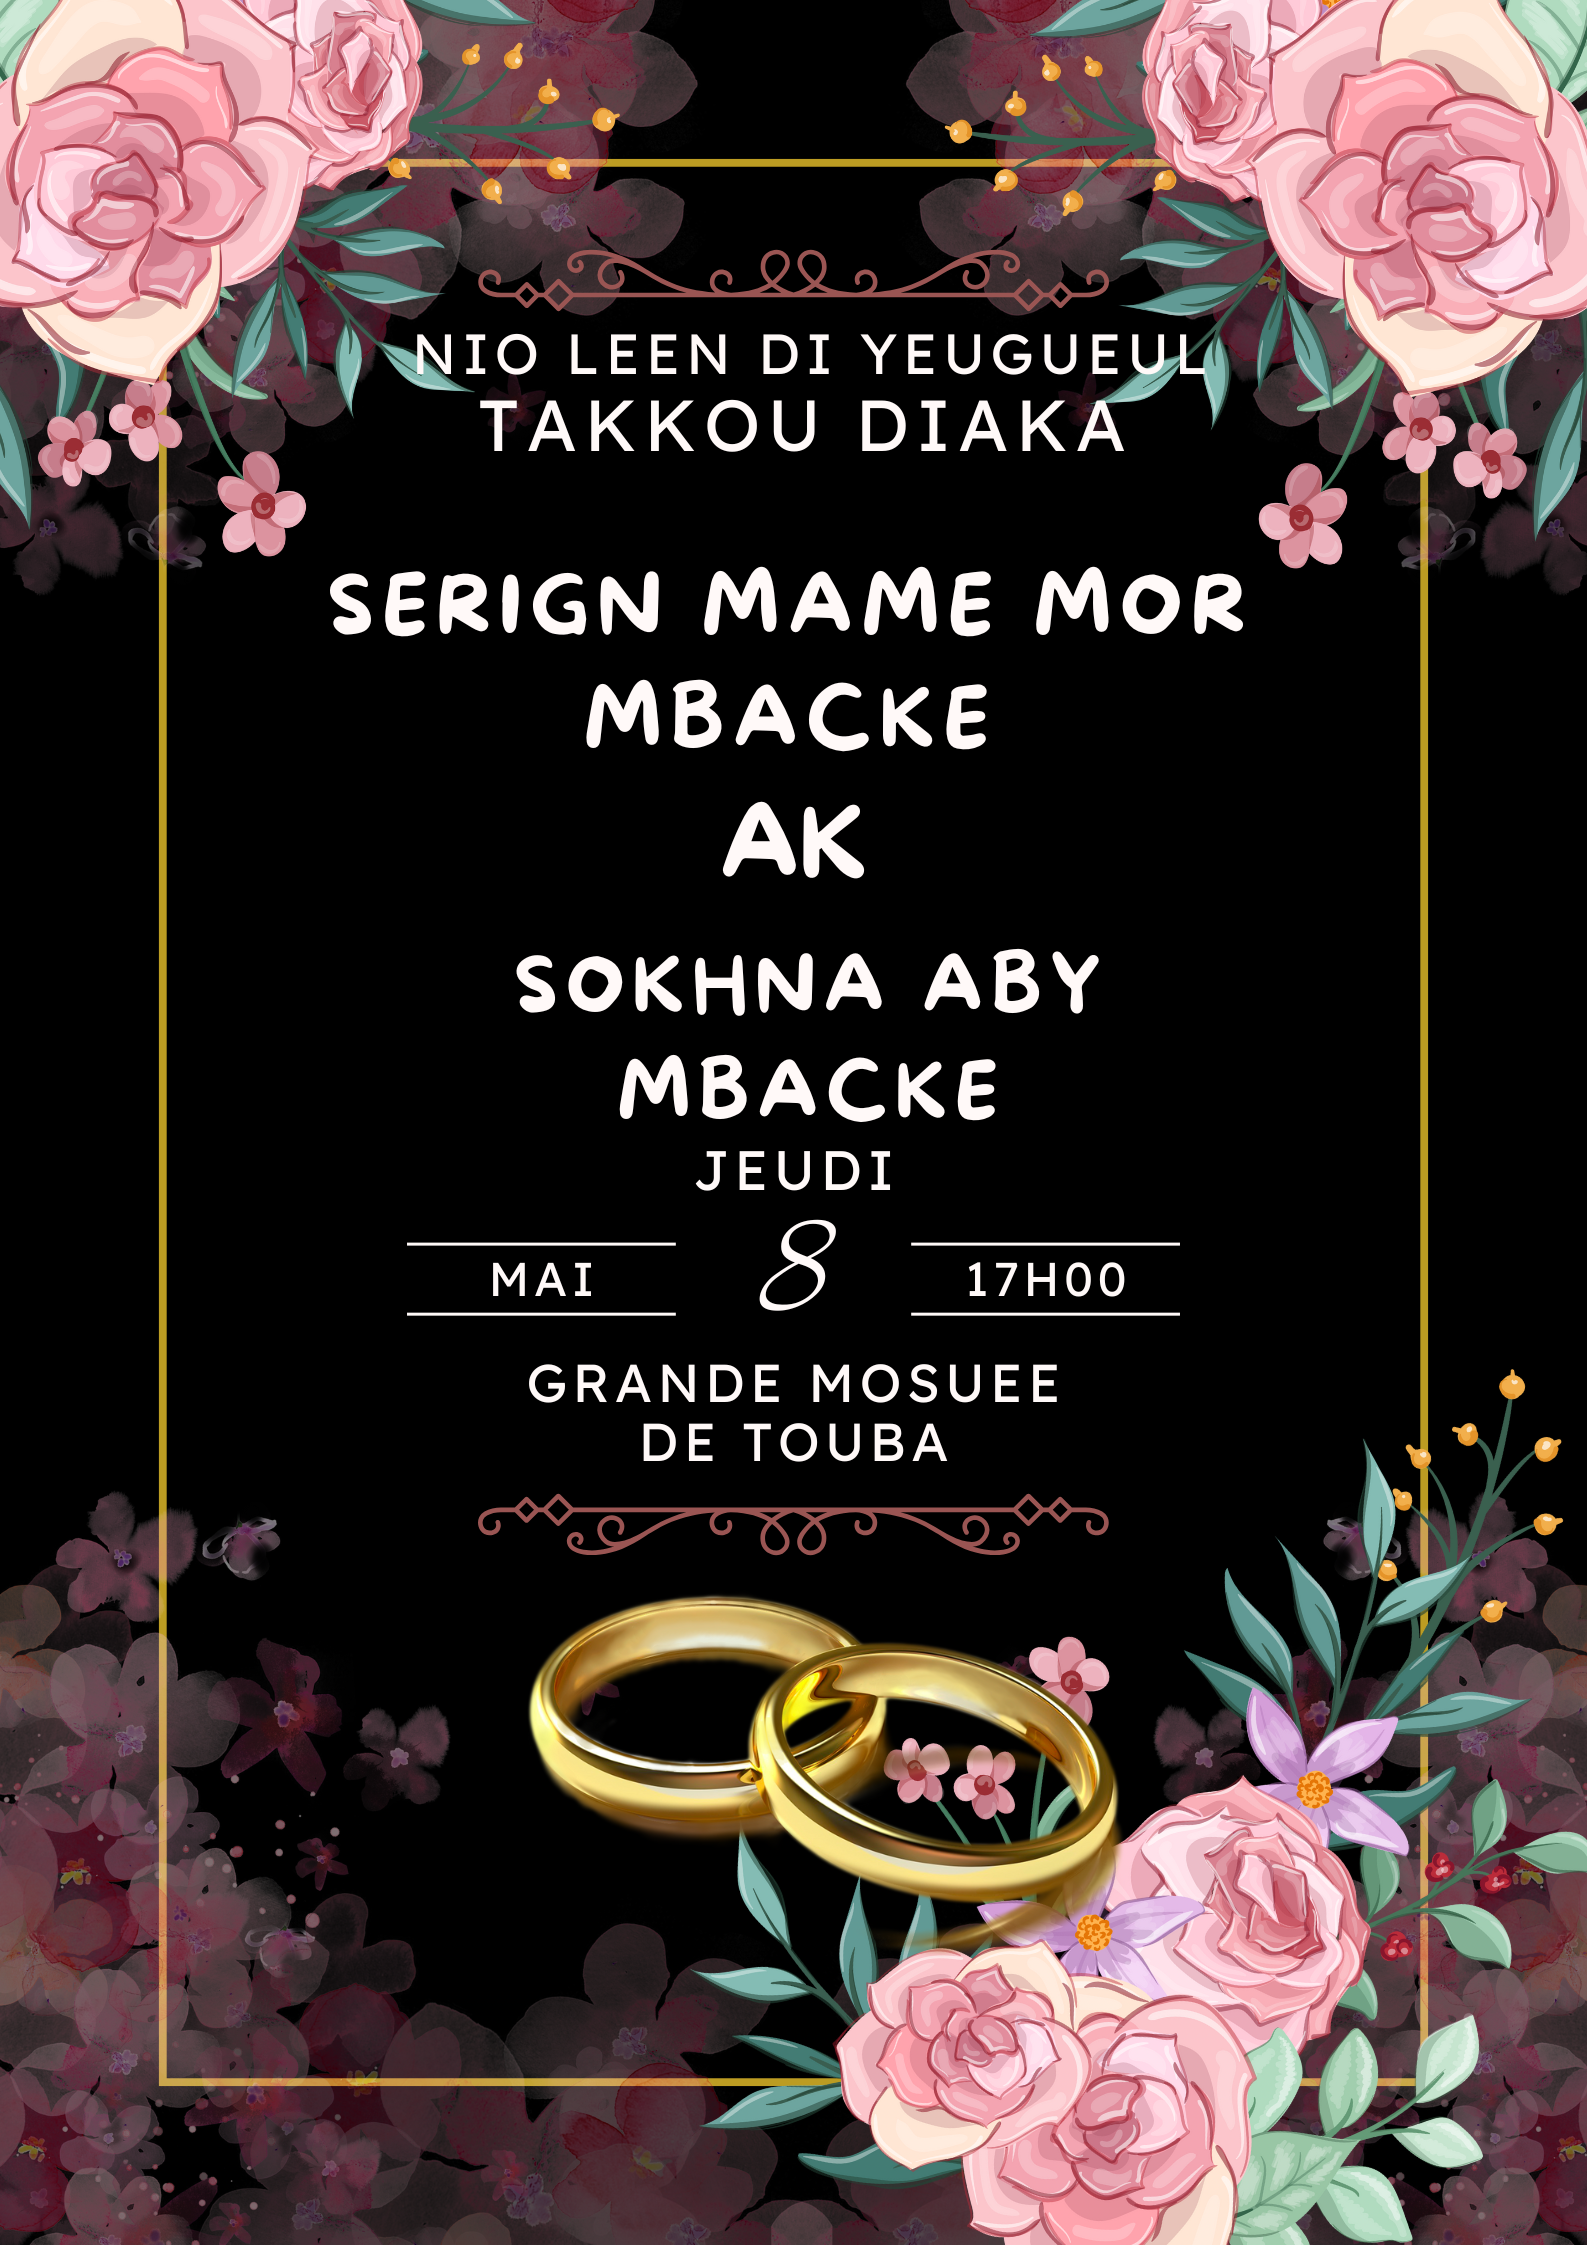 NIO LEEN DI YEUGUEUL
TAKKOU DIAKA
SERIGN MAME MOR
MBACKE
AK
SOKHNA ABY
MBACKE
JEUDI
MAI 8 17H00
GRANDE MOSUEE
DE TOUBA